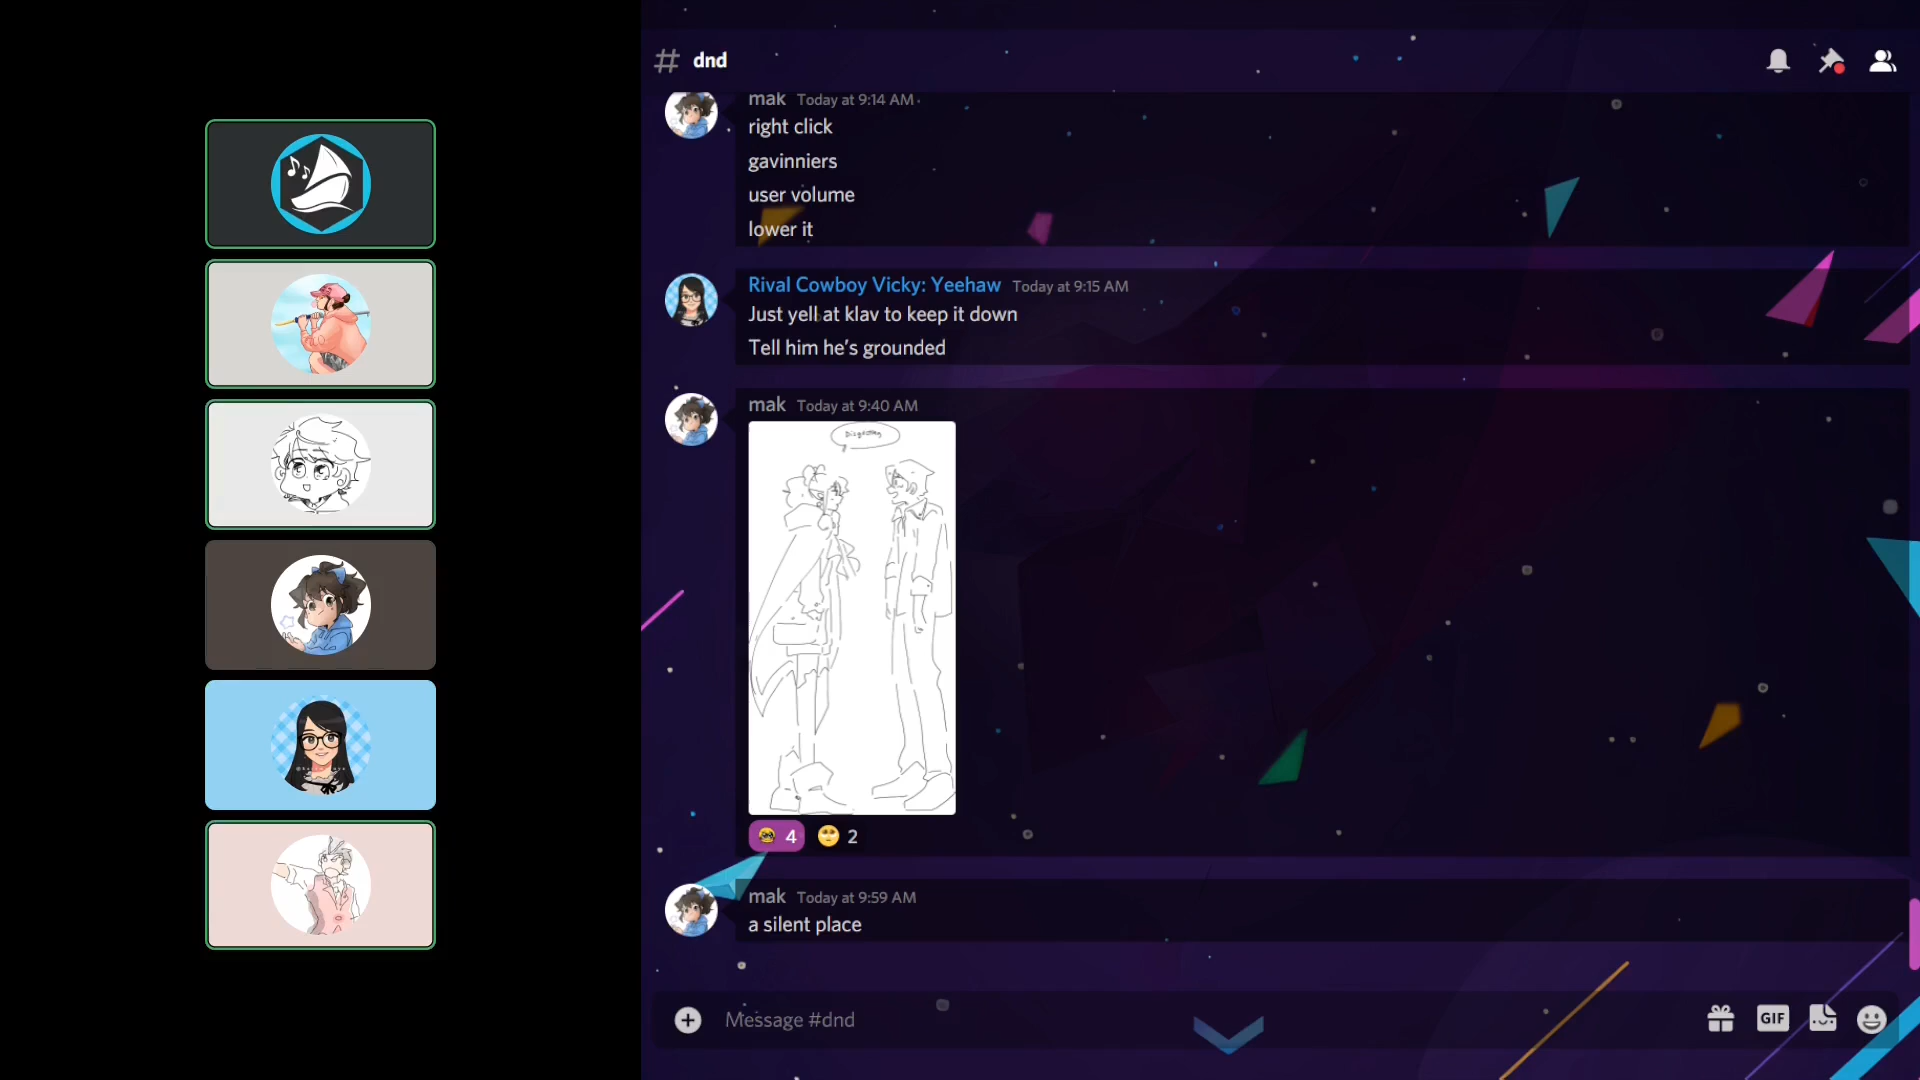 dnd
mak Today at 9:14 AM
right click
gavinniers
user volume
lower it
Rival Cowboy Vicky: Yeehaw Today at 9:15 AM
Just yell at klav to keep it down
Tell him he's grounded
mak Today at 9:40 AM
Disgusting
4 2
mak Today at 9:59 AM
a silent place
Message #dnd
GIF